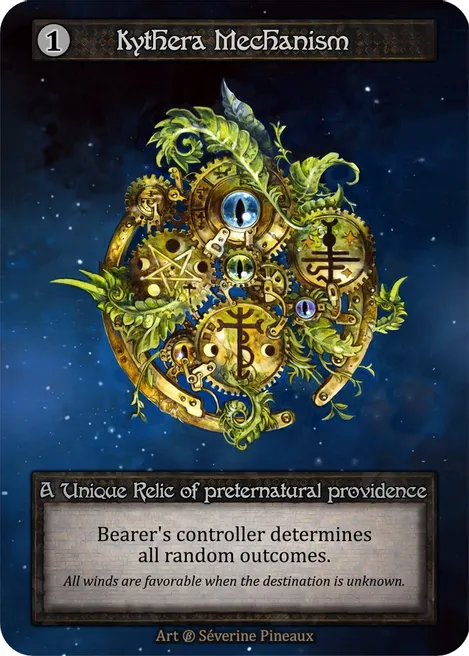 1
Kythera Mechanism
A Unique Relic of preternatural providence
Bearer's controller determines
all random outcomes.
All winds are favorable when the destination is unknown.
Art Séverine Pineaux